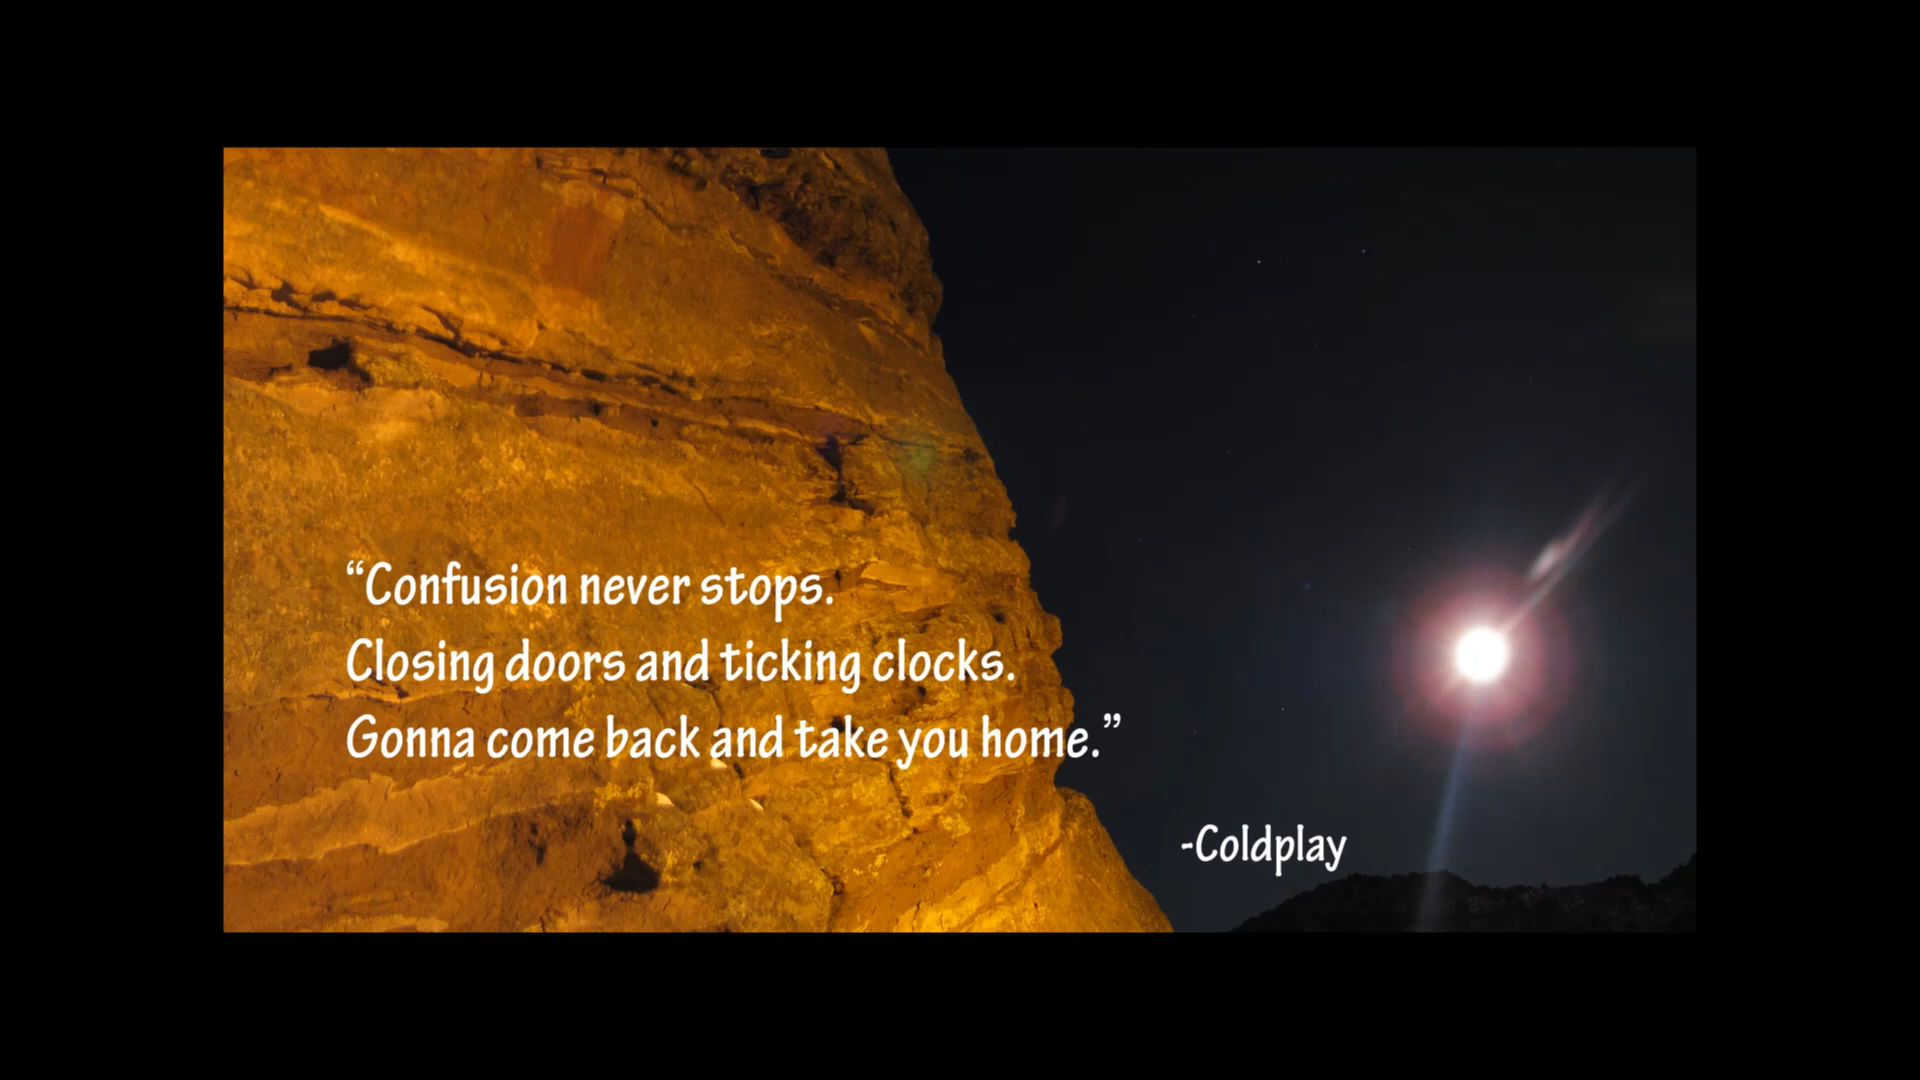 “Confusion never stops.
Closing doors and ticking clocks.
Gonna come back and take you home.”
-Coldplay